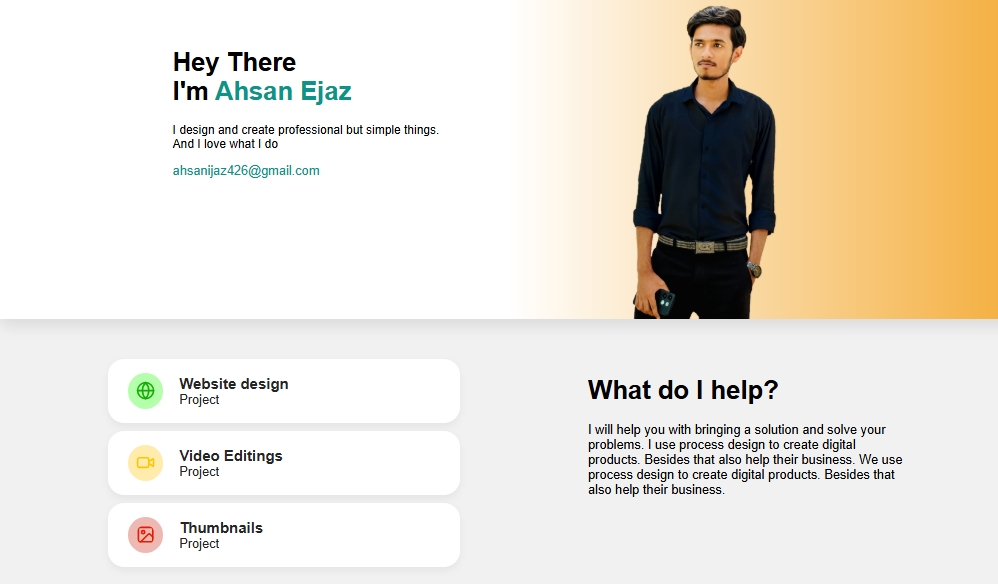 Hey There
I'm Ahsan Ejaz
I design and create professional but simple things.
And I love what I do
ahsanijaz426@gmail.com
Website design
Project
Video Editings
Project
Thumbnails
Project
What do I help?
I will help you with bringing a solution and solve your
problems. I use process design to create digital
products. Besides that also help their business. We use
process design to create digital products. Besides that
also help their business.